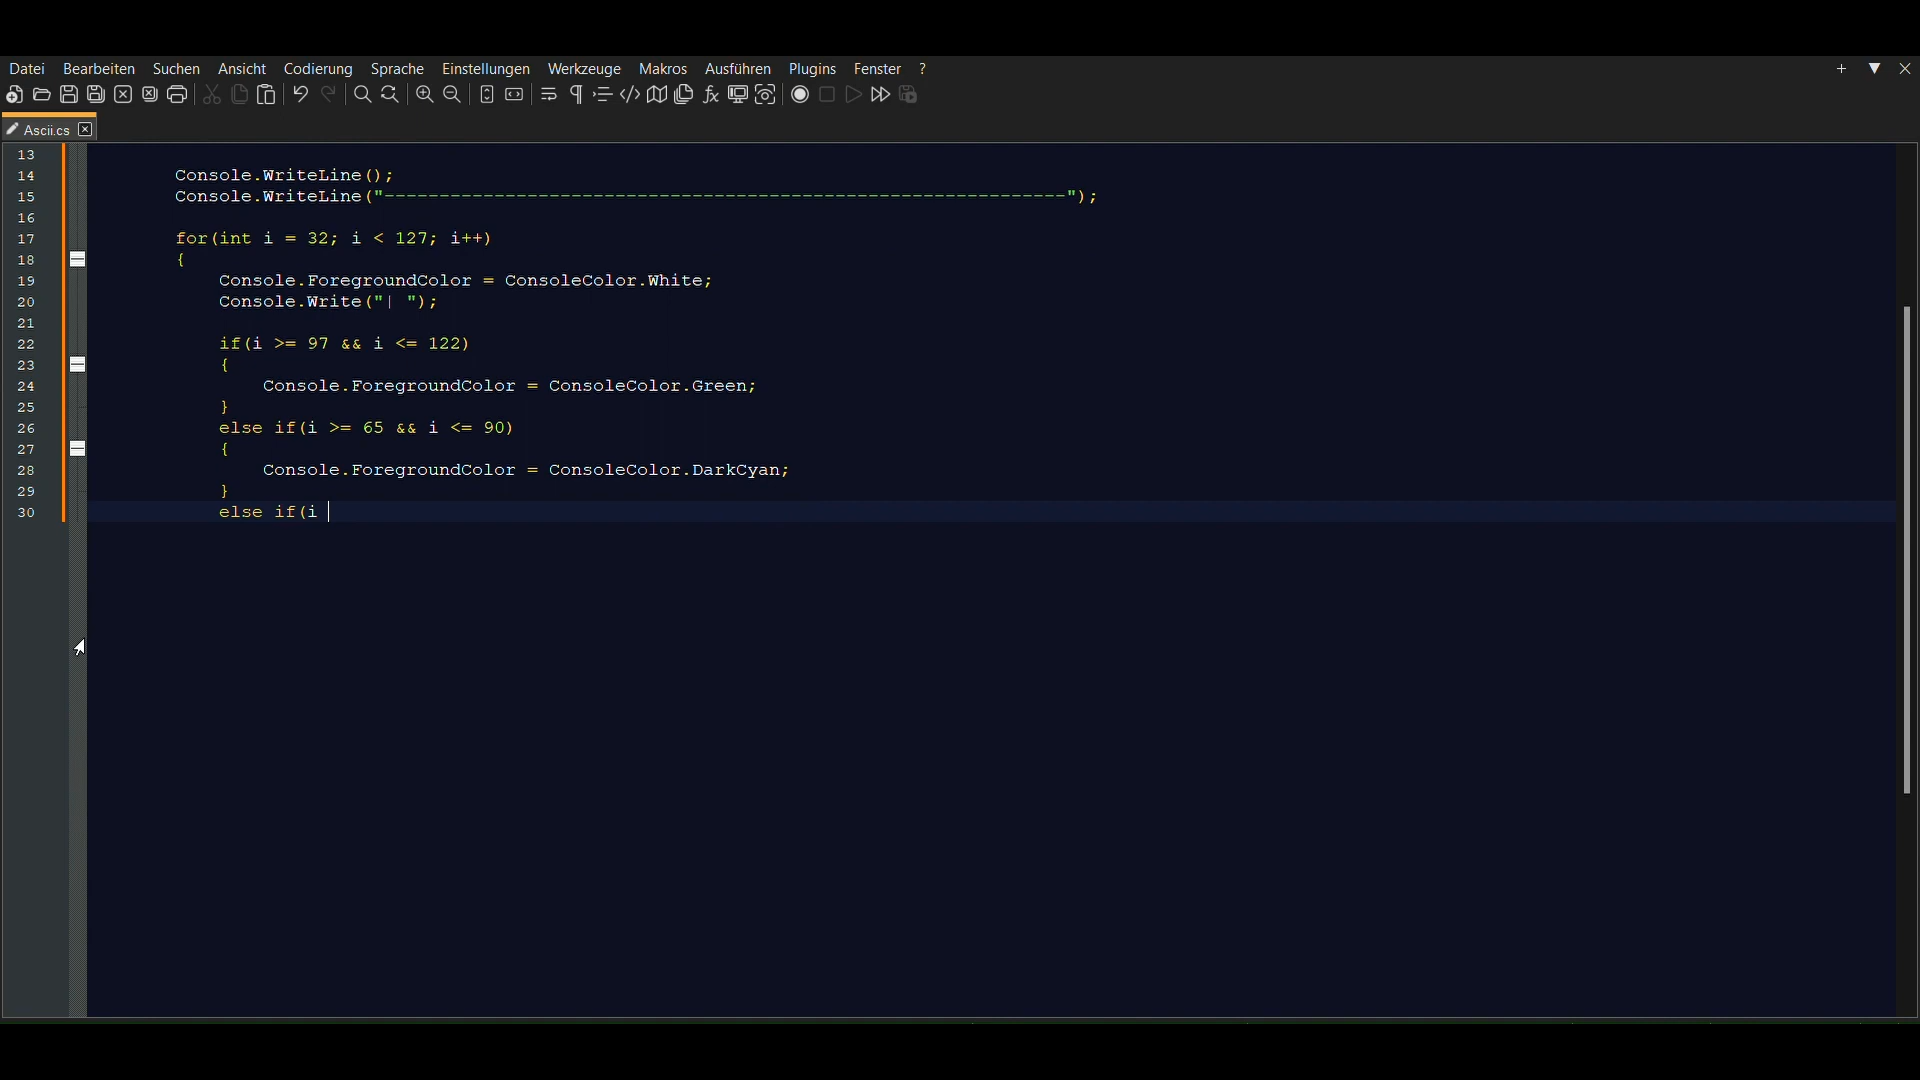 Datei Bearbeiten Suchen Ansicht Codierung Sprache Einstellungen Werkzeuge Makros Ausführen Plugins Fenster ?
Ascii.cs
13
14 Console.WriteLine();
15 Console.WriteLine("--------------------------------------------------------------");
16
17 for(int i = 32; i < 127; i++)
18 {
19 Console.ForegroundColor = ConsoleColor.White;
20 Console.Write("| ");
21
22 if(i >= 97 && i <= 122)
23 {
24 Console.ForegroundColor = ConsoleColor.Green;
25 }
26 else if(i >= 65 && i <= 90)
27 {
28 Console.ForegroundColor = ConsoleColor.DarkCyan;
29 }
30 else if(i